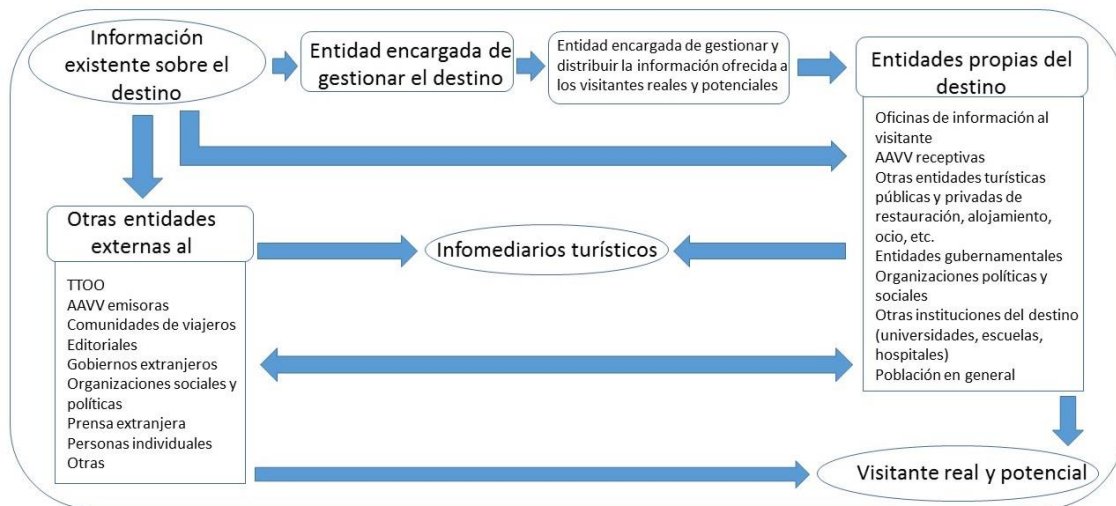 Información
existente sobre el
destino
Entidad encargada de
gestionar el destino
Entidad encargada de gestionar y
distribuir la información ofrecida a
los visitantes reales y potenciales
Entidades propias del
destino
Oficinas de información al
visitante
AAVV receptivas
Otras entidades turísticas
públicas y privadas de
restauración, alojamiento,
ocio, etc.
Entidades gubernamentales
Organizaciones políticas y
sociales
Otras instituciones del destino
(universidades, escuelas,
hospitales)
Población en general
Otras entidades
externas al
TTOO
AAVV emisoras
Comunidades de viajeros
Editoriales
Gobiernos extranjeros
Organizaciones sociales y
políticas
Prensa extranjera
Personas individuales
Otras
Infomediarios turísticos
Visitante real y potencial